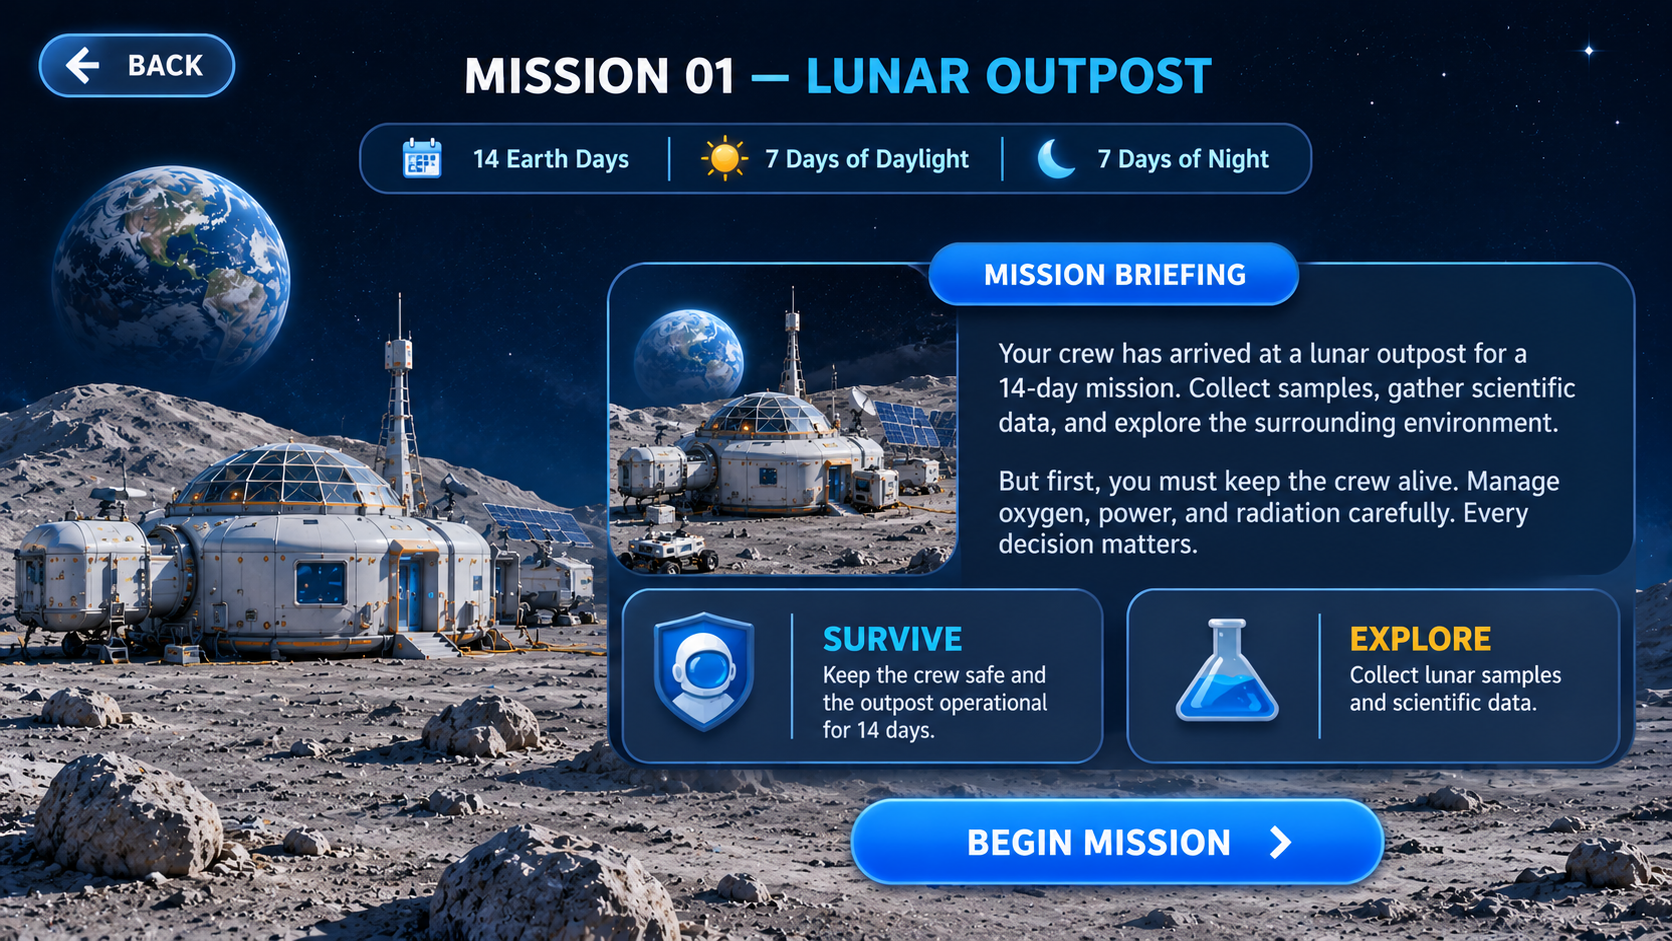 BACK
MISSION 01 — LUNAR OUTPOST
14 Earth Days
7 Days of Daylight
7 Days of Night
MISSION BRIEFING
Your crew has arrived at a lunar outpost for a
14-day mission. Collect samples, gather scientific
data, and explore the surrounding environment.
But first, you must keep the crew alive. Manage
oxygen, power, and radiation carefully. Every
decision matters.
SURVIVE
Keep the crew safe and
the outpost operational
for 14 days.
EXPLORE
Collect lunar samples
and scientific data.
BEGIN MISSION